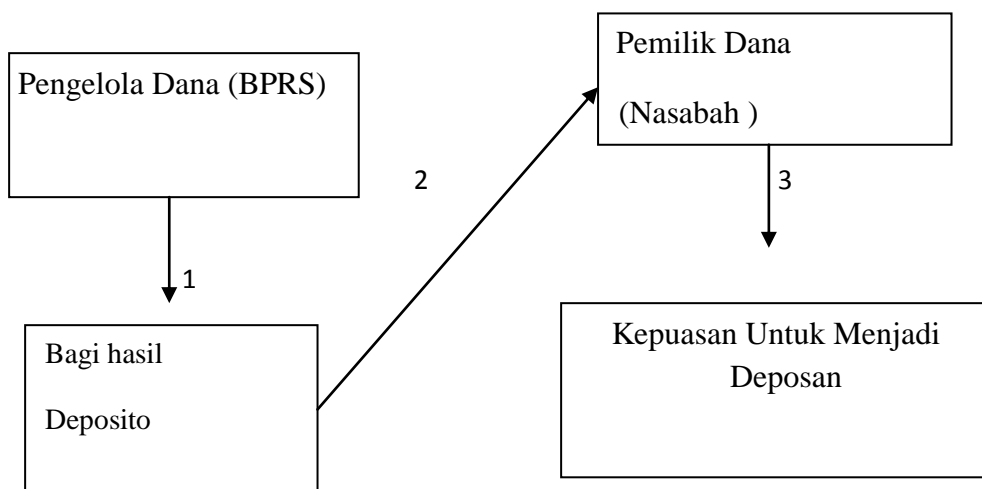 Pengelola Dana (BPRS)
1
Bagi hasil
Deposito
2
Pemilik Dana
(Nasabah )
3
Kepuasan Untuk Menjadi
Deposan